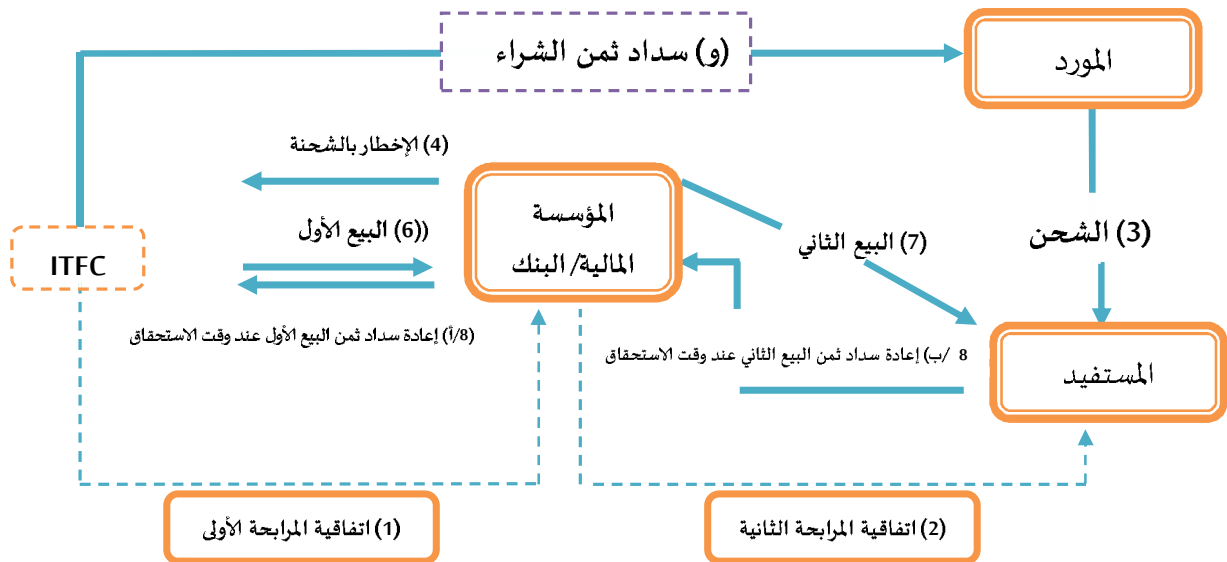 (و) سداد ثمن الشراء
المورد
(4) الإخطار بالشحنة
المؤسسة
المالية/ البنك
(3) الشحن
(7) البيع الثاني
((6) البيع الأول
ITFC
8/أ) إعادة سداد ثمن البيع الأول عند وقت الاستحقاق)
8 /ب) إعادة سداد ثمن البيع الثاني عند وقت الاستحقاق
المستفيد
(1) اتفاقية المرابحة الأولى
(2) اتفاقية المرابحة الثانية